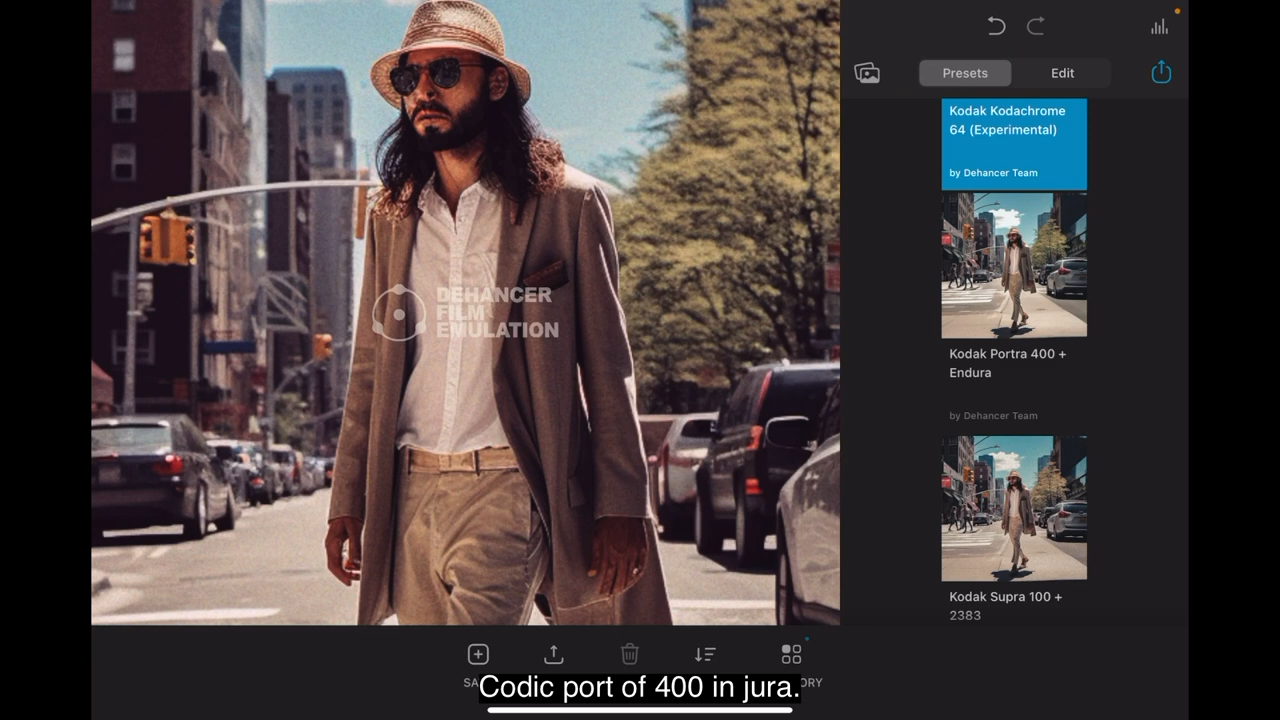 Presets
Edit
Kodak Kodachrome
64 (Experimental)
by Dehancer Team
DEHANCER
FILM
EMULATION
Kodak Portra 400 +
Endura
by Dehancer Team
Kodak Supra 100 +
2383
Codic port of 400 in jura.